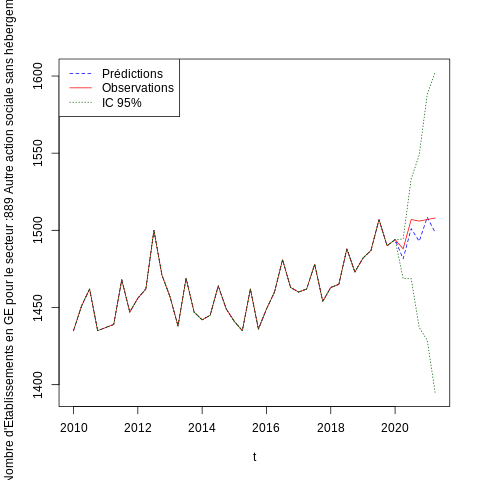 Nombre d'Etablissements en GE pour le secteur :889 Autre action sociale sans hébergem
1400
1450
1500
1550
1600
Prédictions
Observations
IC 95%
2010
2012
2014
2016
2018
2020
t